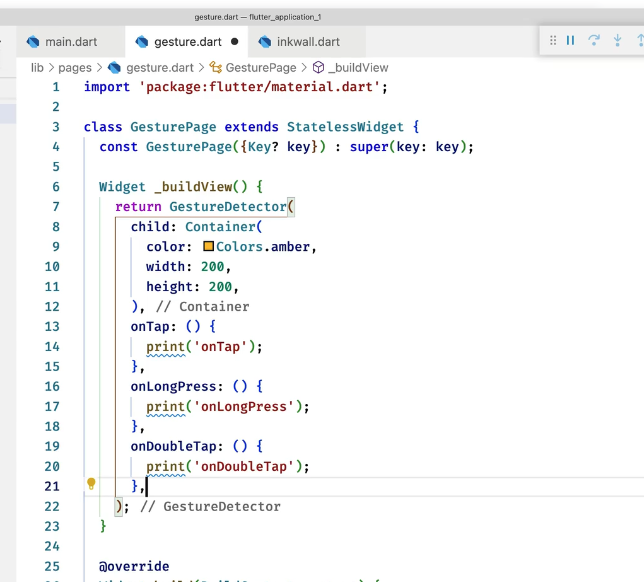 gesture.dart — flutter_application_1
main.dart gesture.dart inkwall.dart
lib > pages > gesture.dart > GesturePage > _buildView
1 import 'package:flutter/material.dart';
2
3 class GesturePage extends StatelessWidget {
4 const GesturePage({Key? key}) : super(key: key);
5
6 Widget _buildView() {
7 return GestureDetector(
8 child: Container(
9 color: Colors.amber,
10 width: 200,
11 height: 200,
12 ), // Container
13 onTap: () {
14 print('onTap');
15 },
16 onLongPress: () {
17 print('onLongPress');
18 },
19 onDoubleTap: () {
20 print('onDoubleTap');
21 },
22 ); // GestureDetector
23 }
24
25 @override